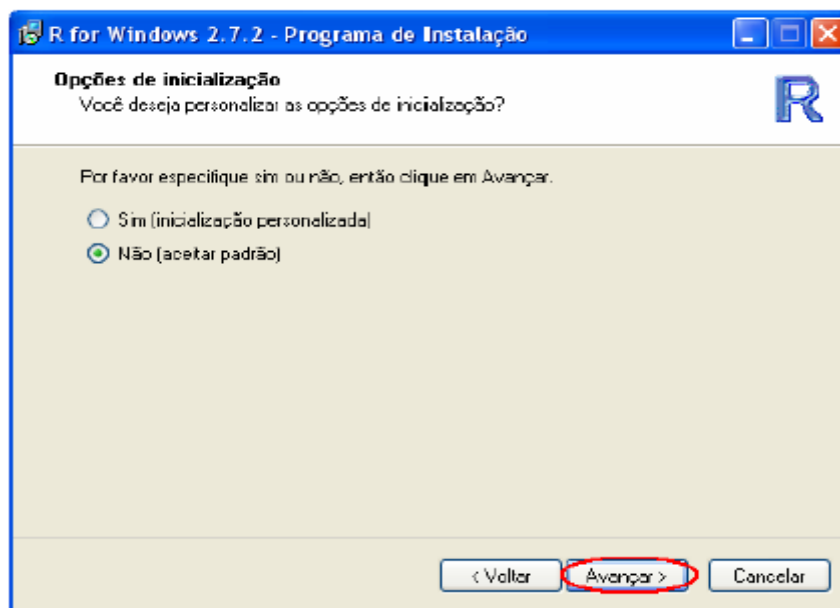 R for Windows 2.7.2 - Programa de Instalação
Opções de inicialização
Você deseja personalizar as opções de inicialização?
R
Por favor especifique sim ou não, então clique em Avançar.
Sim (inicialização personalizada)
Não (aceitar padrão)
< Voltar
Avançar >
Cancelar